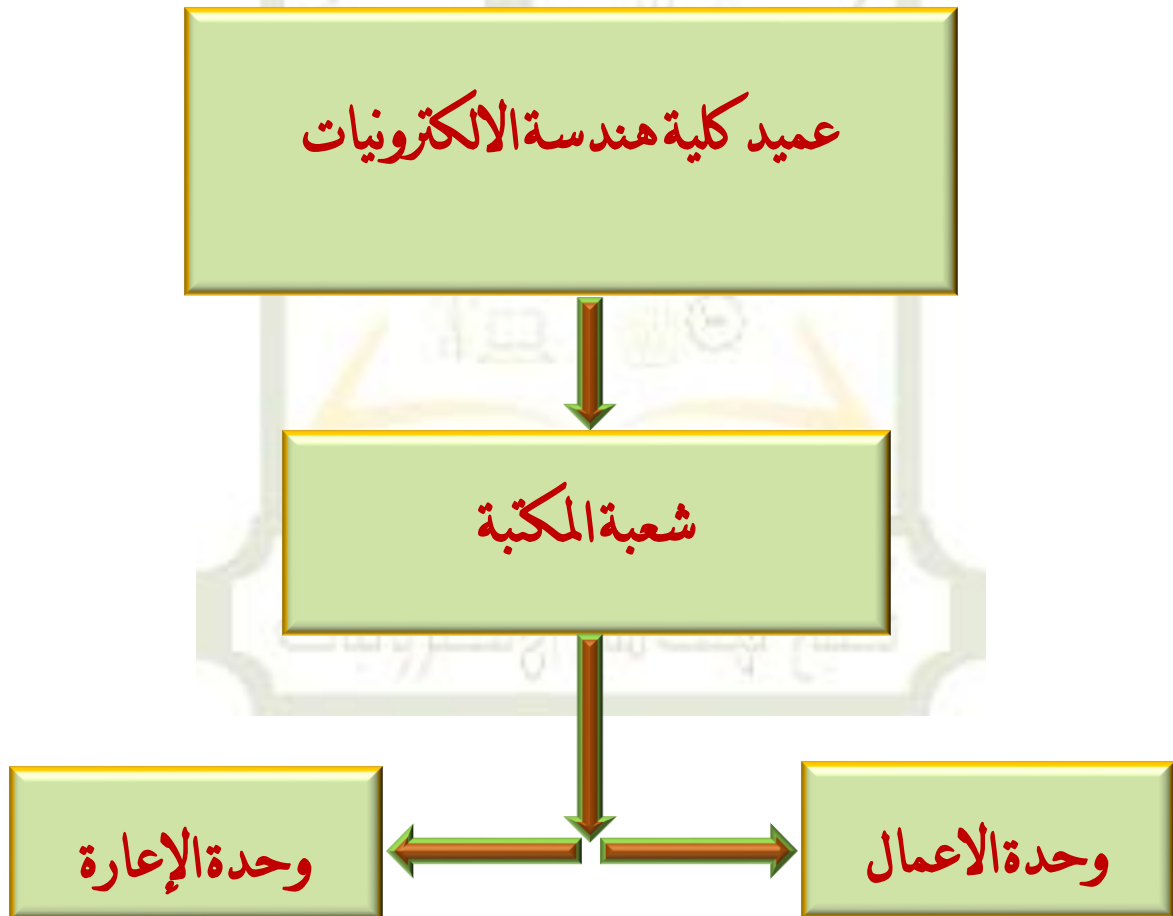 عميد كلية هندسة الالكترونيات
شعبة المكتبة
وحدة الاعمال
وحدة الإعارة